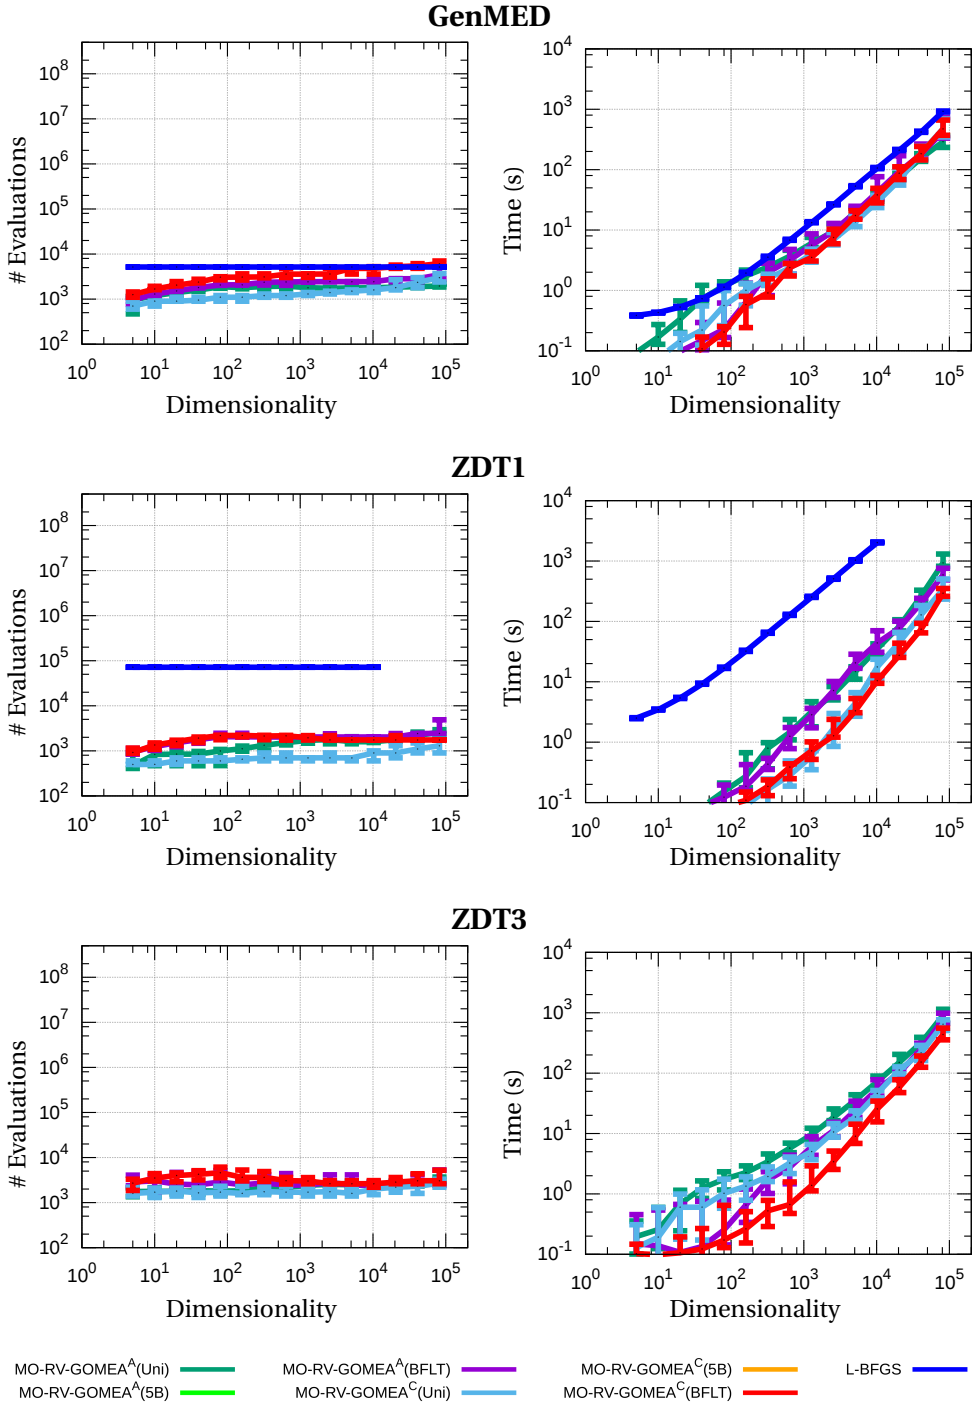 GenMED
# Evaluations
10^8
10^7
10^6
10^5
10^4
10^3
10^2
10^0 10^1 10^2 10^3 10^4 10^5
Dimensionality
Time (s)
10^4
10^3
10^2
10^1
10^0
10^-1
10^0 10^1 10^2 10^3 10^4 10^5
Dimensionality
ZDT1
# Evaluations
10^8
10^7
10^6
10^5
10^4
10^3
10^2
10^0 10^1 10^2 10^3 10^4 10^5
Dimensionality
Time (s)
10^4
10^3
10^2
10^1
10^0
10^-1
10^0 10^1 10^2 10^3 10^4 10^5
Dimensionality
ZDT3
# Evaluations
10^8
10^7
10^6
10^5
10^4
10^3
10^2
10^0 10^1 10^2 10^3 10^4 10^5
Dimensionality
Time (s)
10^4
10^3
10^2
10^1
10^0
10^-1
10^0 10^1 10^2 10^3 10^4 10^5
Dimensionality
MO-RV-GOMEA^A(Uni) MO-RV-GOMEA^A(BFLT) MO-RV-GOMEA^C(5B) L-BFGS
MO-RV-GOMEA^A(5B) MO-RV-GOMEA^C(Uni) MO-RV-GOMEA^C(BFLT)